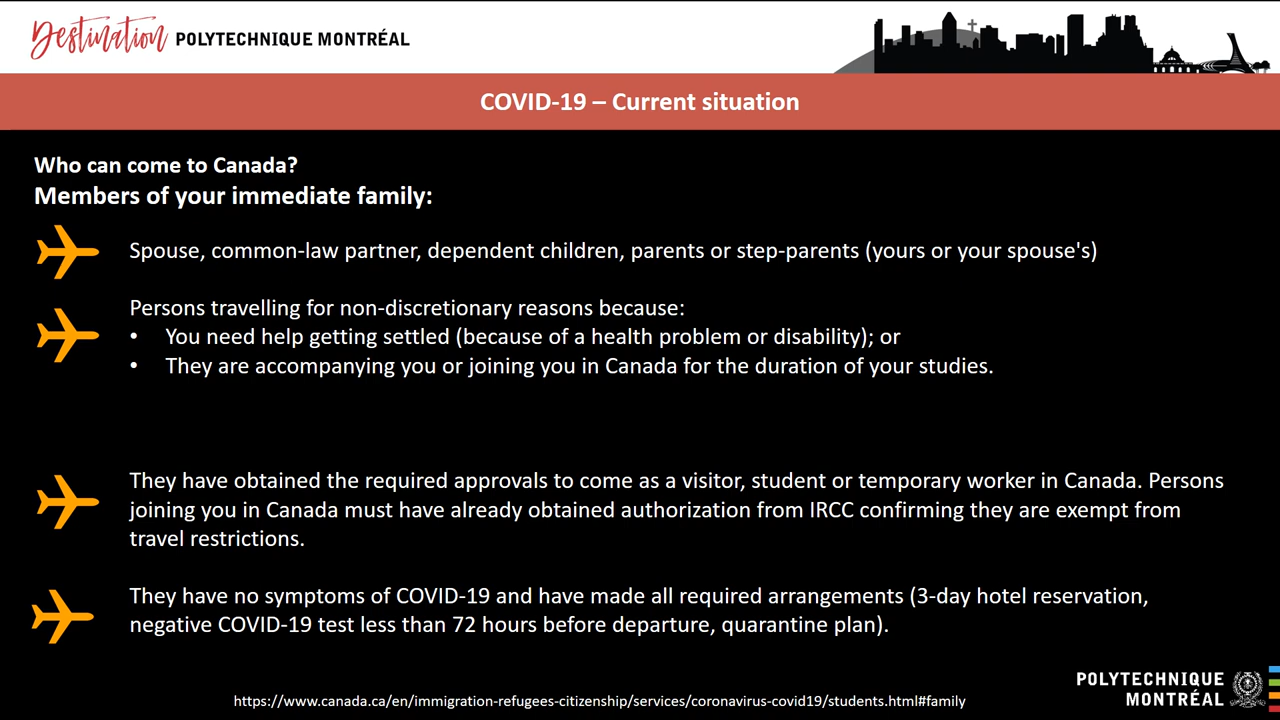 Destination POLYTECHNIQUE MONTRÉAL
COVID-19 – Current situation
Who can come to Canada?
Members of your immediate family:
Spouse, common-law partner, dependent children, parents or step-parents (yours or your spouse's)
Persons travelling for non-discretionary reasons because:
• You need help getting settled (because of a health problem or disability); or
• They are accompanying you or joining you in Canada for the duration of your studies.
They have obtained the required approvals to come as a visitor, student or temporary worker in Canada. Persons
joining you in Canada must have already obtained authorization from IRCC confirming they are exempt from
travel restrictions.
They have no symptoms of COVID-19 and have made all required arrangements (3-day hotel reservation,
negative COVID-19 test less than 72 hours before departure, quarantine plan).
https://www.canada.ca/en/immigration-refugees-citizenship/services/coronavirus-covid19/students.html#family
POLYTECHNIQUE
MONTRÉAL